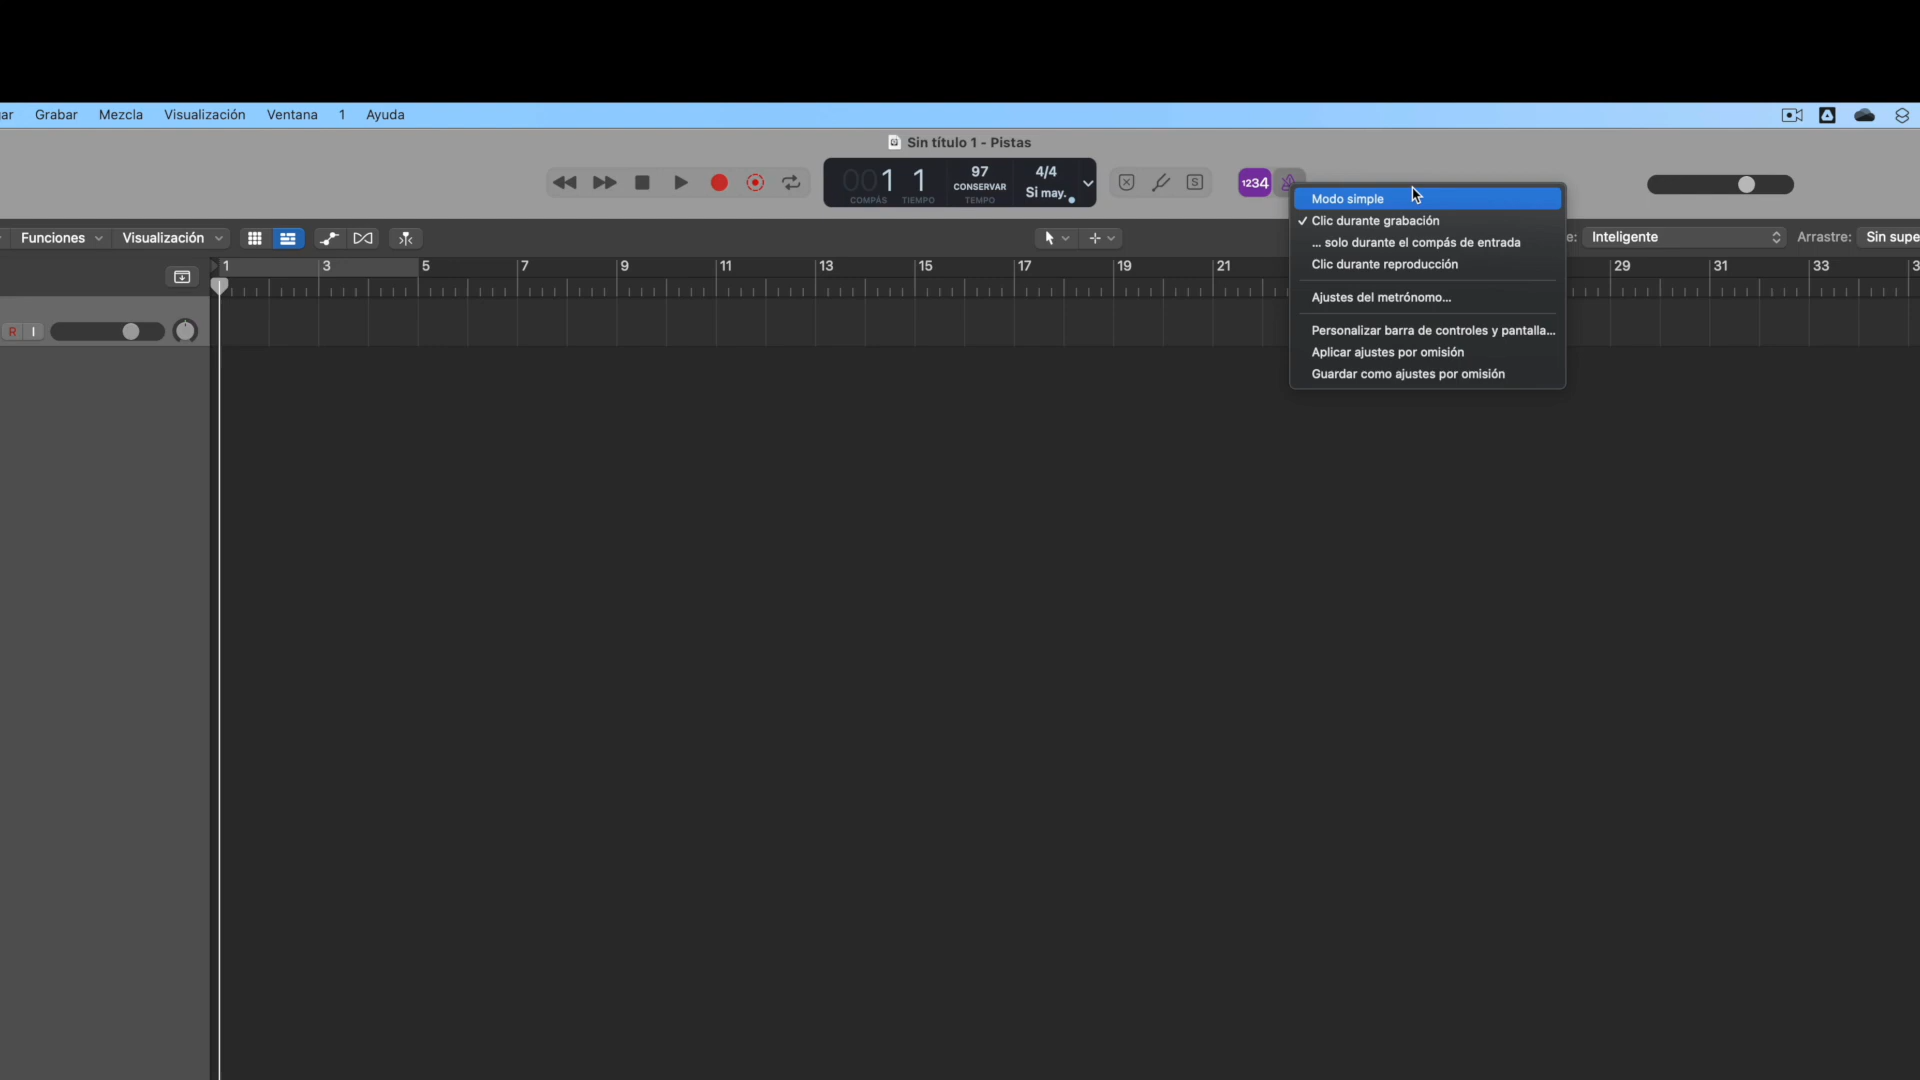 ar Grabar Mezcla Visualización Ventana 1 Ayuda
Sin título 1 - Pistas
001 1
COMPÁS TIEMPO
97
CONSERVAR
TEMPO
4/4
Si may.
S
1234
Modo simple
✓ Clic durante grabación
... solo durante el compás de entrada
Clic durante reproducción
Ajustes del metrónomo...
Personalizar barra de controles y pantalla...
Aplicar ajustes por omisión
Guardar como ajustes por omisión
Funciones Visualización
e: Inteligente Arrastre: Sin supe
1 3 5 7 9 11 13 15 17 19 21 29 31 33 3
R I